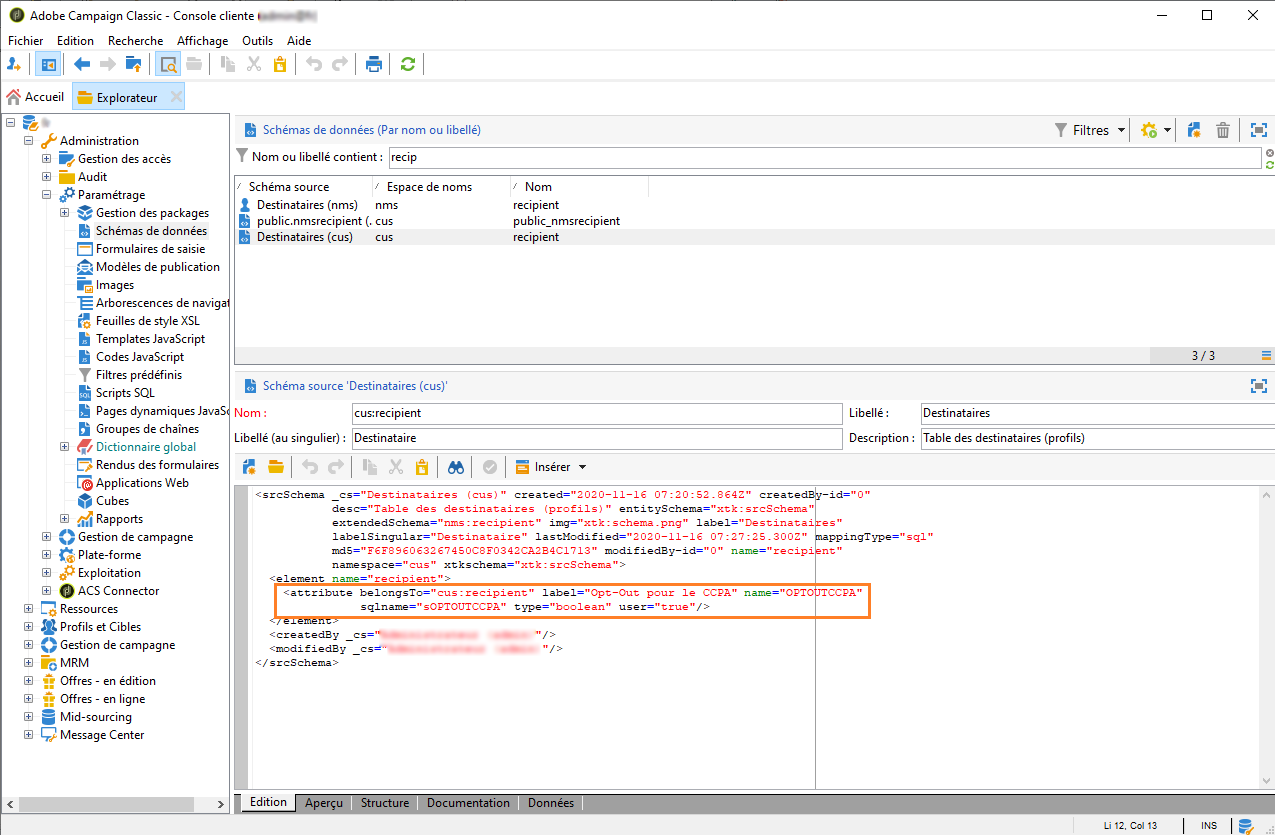 Adobe Campaign Classic - Console cliente
Fichier Edition Recherche Affichage Outils Aide
Accueil Explorateur
Administration
Gestion des accès
Audit
Paramétrage
Gestion des packages
Schémas de données
Formulaires de saisie
Modèles de publication
Images
Arborescences de navigat
Feuilles de style XSL
Templates JavaScript
Codes JavaScript
Filtres prédéfinis
Scripts SQL
Pages dynamiques JavaSc
Groupes de chaînes
Dictionnaire global
Rendus des formulaires
Applications Web
Cubes
Rapports
Gestion de campagne
Plate-forme
Exploitation
ACS Connector
Ressources
Profils et Cibles
Gestion de campagne
MRM
Offres - en édition
Offres - en ligne
Mid-sourcing
Message Center
Schémas de données (Par nom ou libellé) Filtres
Nom ou libellé contient : recip
Schéma source Espace de noms Nom
Destinataires (nms) nms recipient
public.nmsrecipient (. cus public_nmsrecipient
Destinataires (cus) cus recipient
3 / 3
Schéma source 'Destinataires (cus)'
Nom : cus:recipient Libellé : Destinataires
Libellé (au singulier) : Destinataire Description : Table des destinataires (profils)
Insérer
<srcSchema _cs="Destinataires (cus)" created="2020-11-16 07:20:52.864Z" createdBy-id="0"
desc="Table des destinataires (profils)" entitySchema="xtk:srcSchema"
extendedSchema="nms:recipient" img="xtk:schema.png" label="Destinataires"
labelSingular="Destinataire" lastModified="2020-11-16 07:27:25.300Z" mappingType="sql"
md5="F6F896063267450C8F0342CA2B4C1713" modifiedBy-id="0" name="recipient"
namespace="cus" xtkschema="xtk:srcSchema">
<element name="recipient">
<attribute belongsTo="cus:recipient" label="Opt-Out pour le CCPA" name="OPTOUTCCPA"
sqlname="sOPTOUTCCPA" type="boolean" user="true"/>
</element>
<createdBy _cs=" "/>
<modifiedBy _cs=" "/>
</srcSchema>
Edition Aperçu Structure Documentation Données
Li 12, Col 13 INS